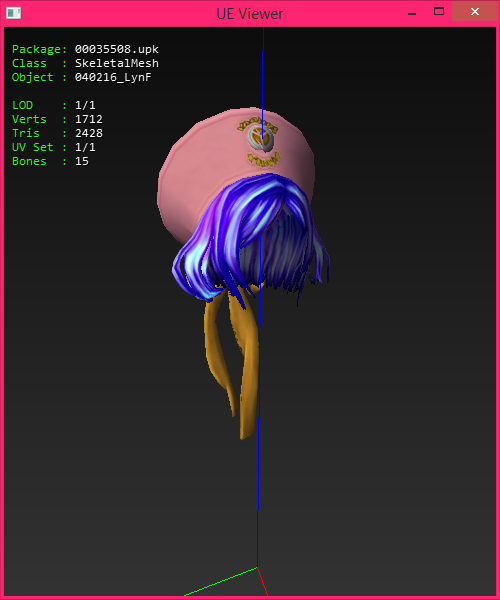 UE Viewer
Package: 00035508.upk
Class  : SkeletalMesh
Object : 040216_LynF
LOD    : 1/1
Verts  : 1712
Tris   : 2428
UV Set : 1/1
Bones  : 15